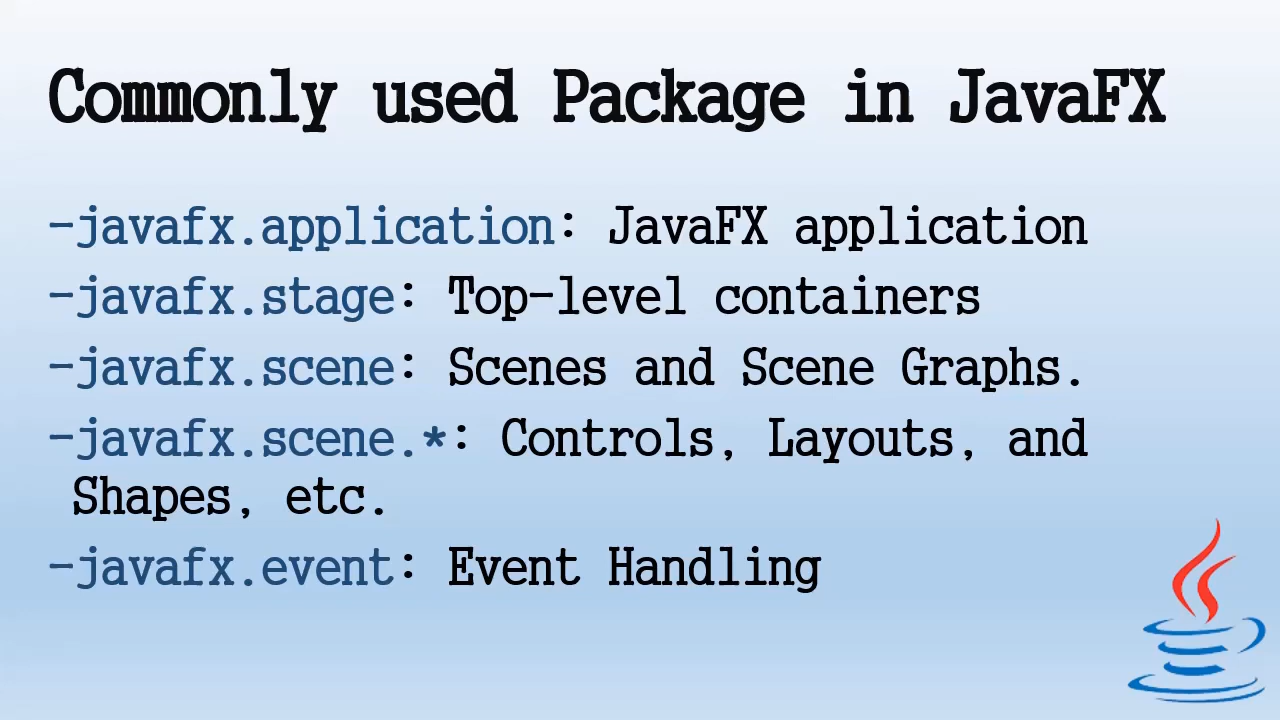 Commonly used Package in JavaFX
-javafx.application: JavaFX application
-javafx.stage: Top-level containers
-javafx.scene: Scenes and Scene Graphs.
-javafx.scene.*: Controls, Layouts, and
Shapes, etc.
-javafx.event: Event Handling